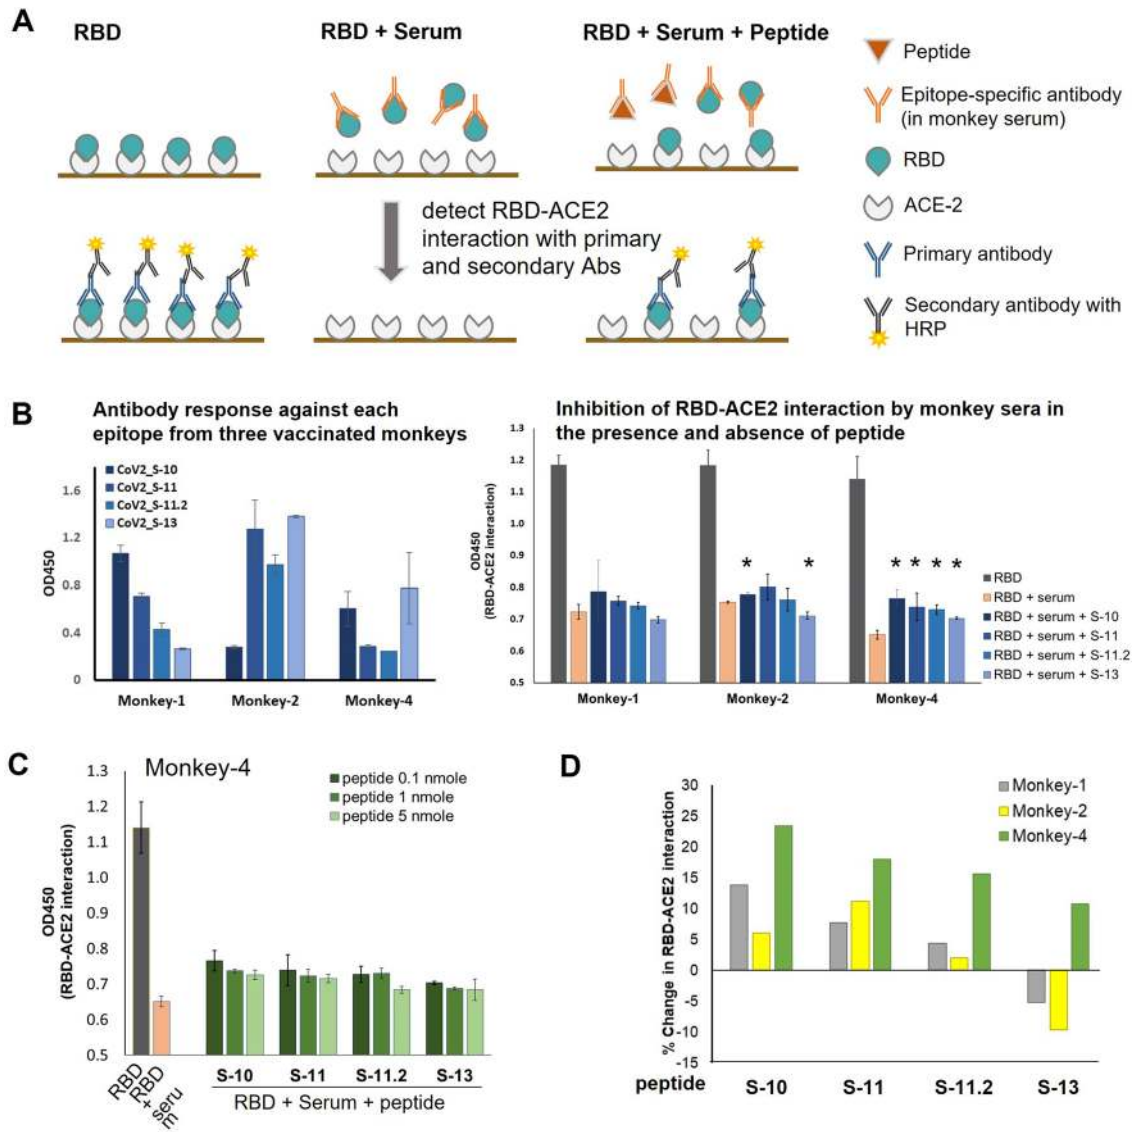 A
RBD
RBD + Serum
RBD + Serum + Peptide
Peptide
Epitope-specific antibody
(in monkey serum)
RBD
ACE-2
Primary antibody
Secondary antibody with
HRP
detect RBD-ACE2
interaction with primary
and secondary Abs
B
Antibody response against each
epitope from three vaccinated monkeys
CoV2_S-10
CoV2_S-11
CoV2_S-11.2
CoV2_S-13
OD450
1.6
1.2
0.8
0.4
0
Monkey-1
Monkey-2
Monkey-4
Inhibition of RBD-ACE2 interaction by monkey sera in
the presence and absence of peptide
OD450
(RBD-ACE2 interaction)
1.3
1.2
1.1
1.0
0.9
0.8
0.7
0.6
0.5
*
*
* * * *
RBD
RBD + serum
RBD + serum + S-10
RBD + serum + S-11
RBD + serum + S-11.2
RBD + serum + S-13
Monkey-1
Monkey-2
Monkey-4
C
Monkey-4
peptide 0.1 nmole
peptide 1 nmole
peptide 5 nmole
OD450
(RBD-ACE2 interaction)
1.3
1.2
1.1
1.0
0.9
0.8
0.7
0.6
0.5
RBD
RBD
+ seru
m
S-10
S-11
S-11.2
S-13
RBD + Serum + peptide
D
Monkey-1
Monkey-2
Monkey-4
% Change in RBD-ACE2 interaction
30
25
20
15
10
5
0
-5
-10
-15
peptide
S-10
S-11
S-11.2
S-13